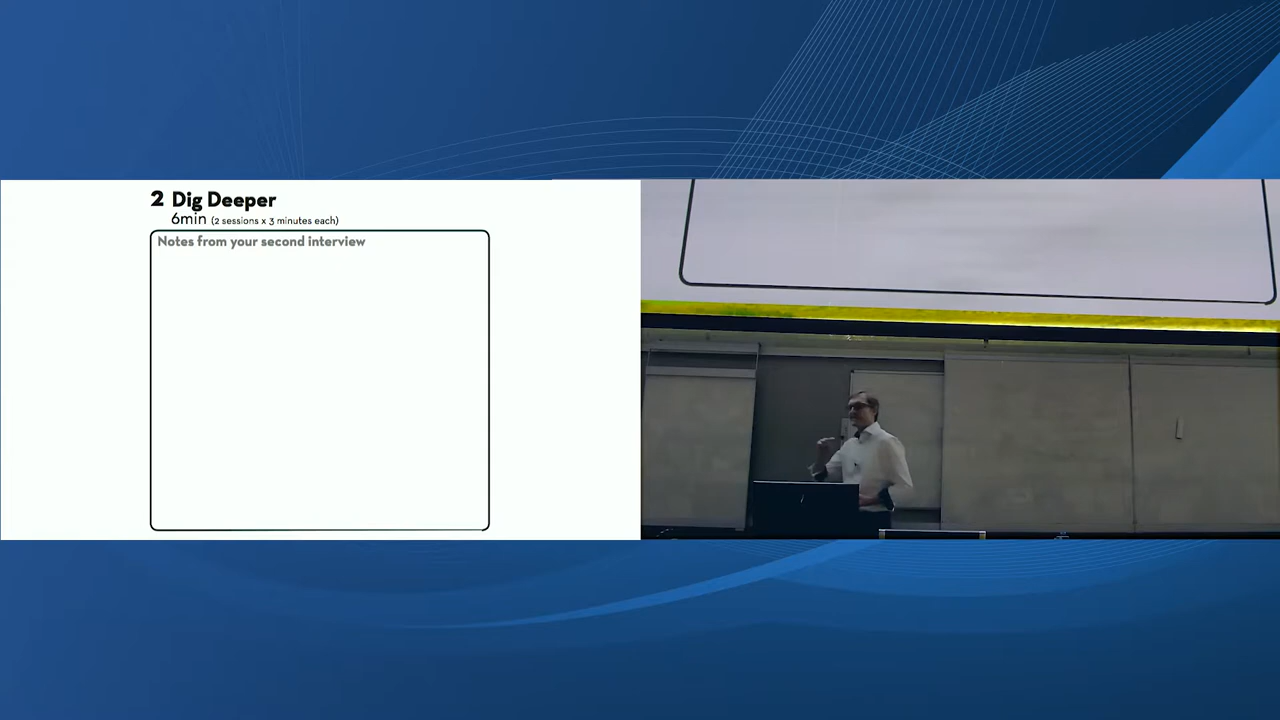 2 Dig Deeper
6min (2 sessions x 3 minutes each)
Notes from your second interview